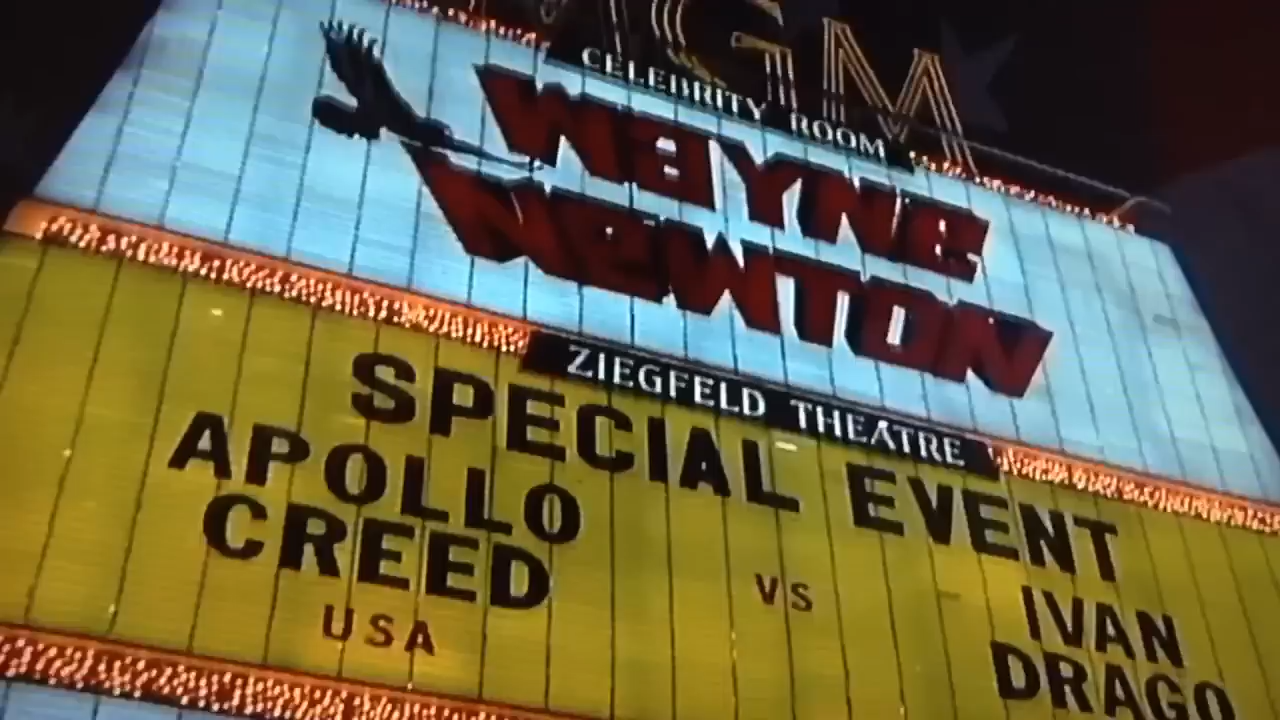 MGM
CELEBRITY ROOM
WAYNE
NEWTON
ZIEGFELD THEATRE
SPECIAL EVENT
APOLLO
CREED
USA
VS
IVAN
DRAGO